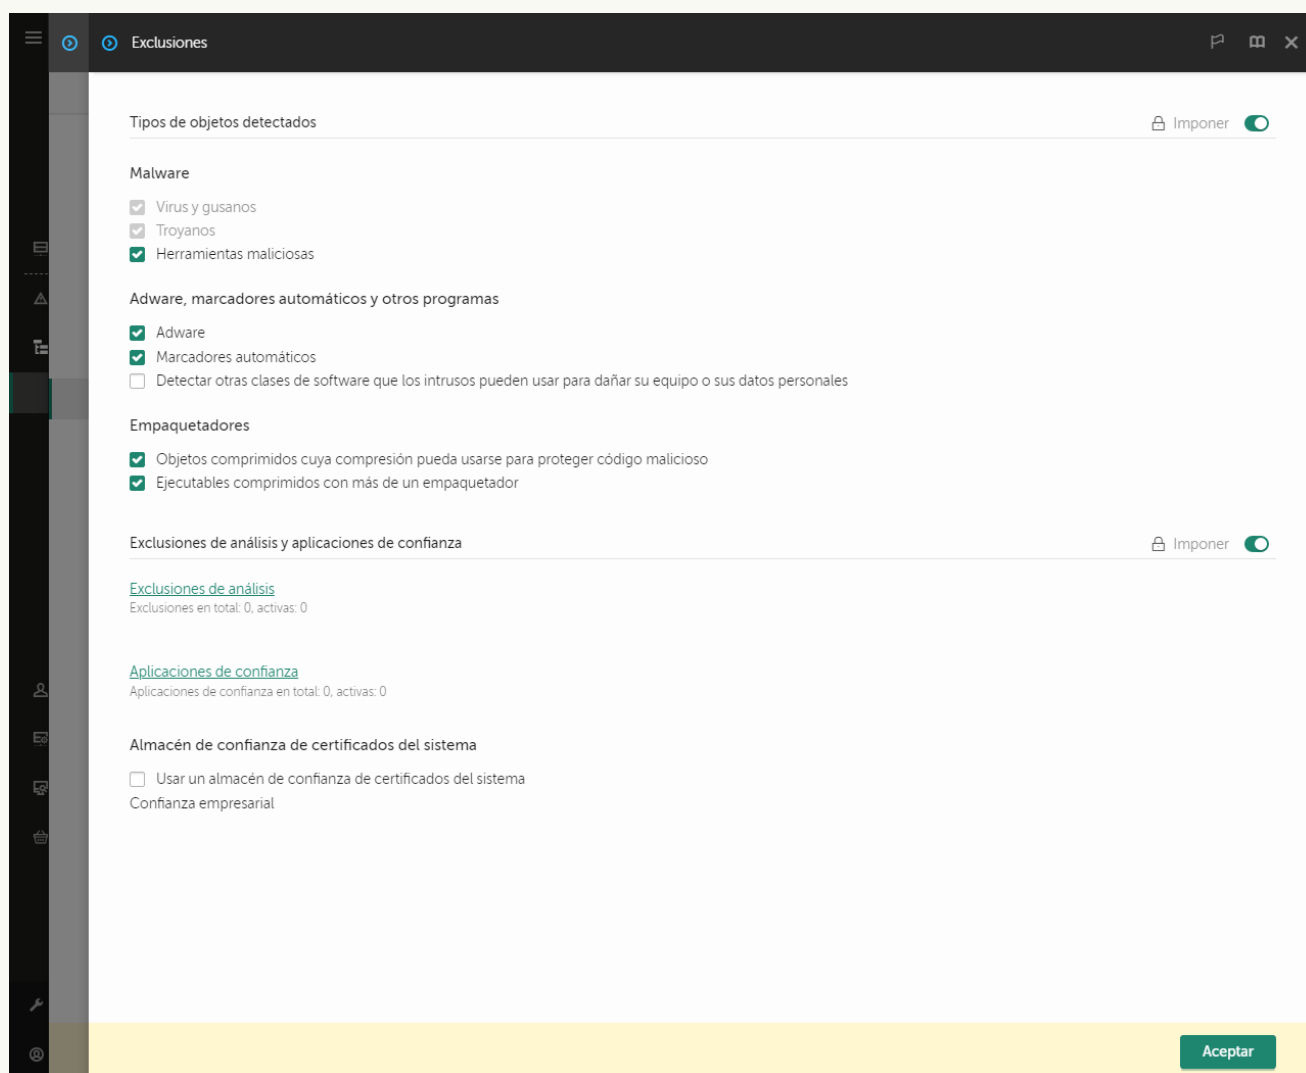 Exclusiones
Tipos de objetos detectados
Imponer
Malware
Virus y gusanos
Troyanos
Herramientas maliciosas
Adware, marcadores automáticos y otros programas
Adware
Marcadores automáticos
Detectar otras clases de software que los intrusos pueden usar para dañar su equipo o sus datos personales
Empaquetadores
Objetos comprimidos cuya compresión pueda usarse para proteger código malicioso
Ejecutables comprimidos con más de un empaquetador
Exclusiones de análisis y aplicaciones de confianza
Imponer
Exclusiones de análisis
Exclusiones en total: 0, activas: 0
Aplicaciones de confianza
Aplicaciones de confianza en total: 0, activas: 0
Almacén de confianza de certificados del sistema
Usar un almacén de confianza de certificados del sistema
Confianza empresarial
Aceptar